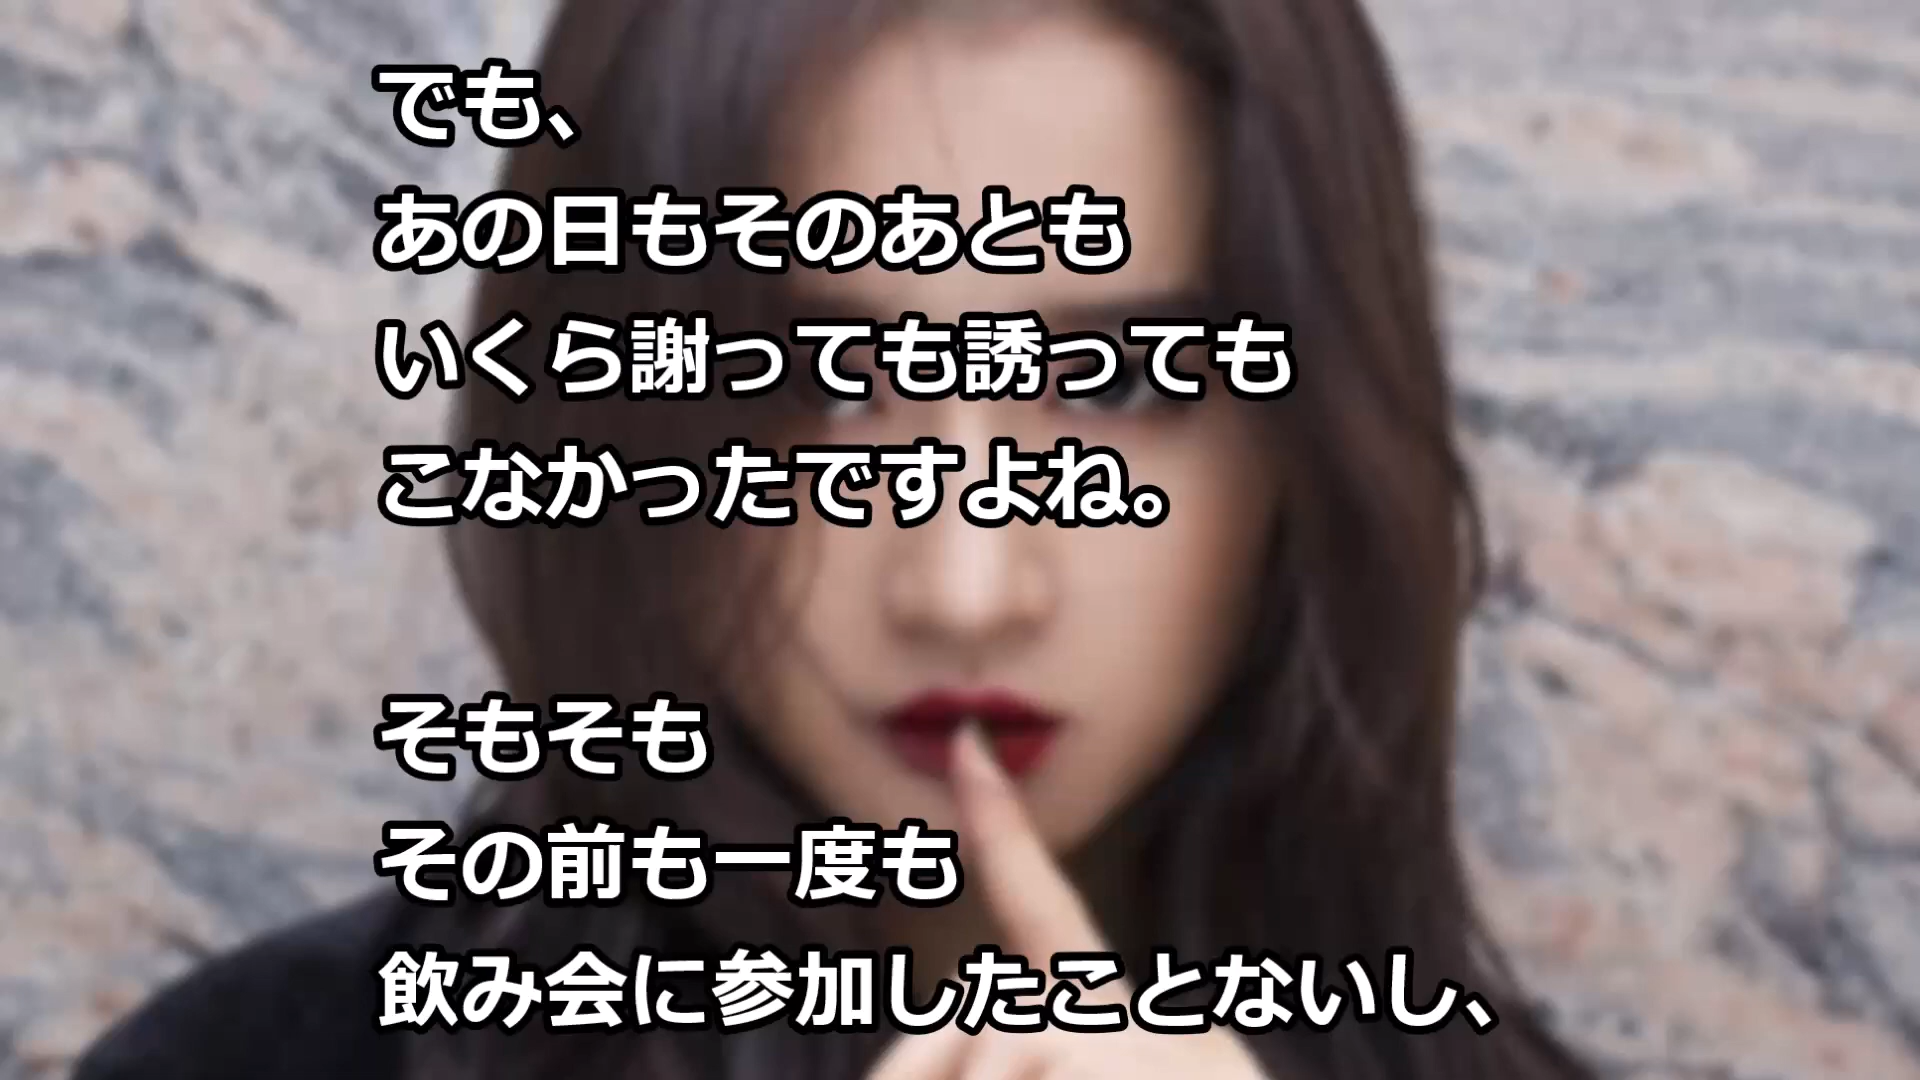 でも、
あの日もそのあとも
いくら謝っても誘っても
こなかったですよね。
そもそも
その前も一度も
飲み会に参加したことないし、